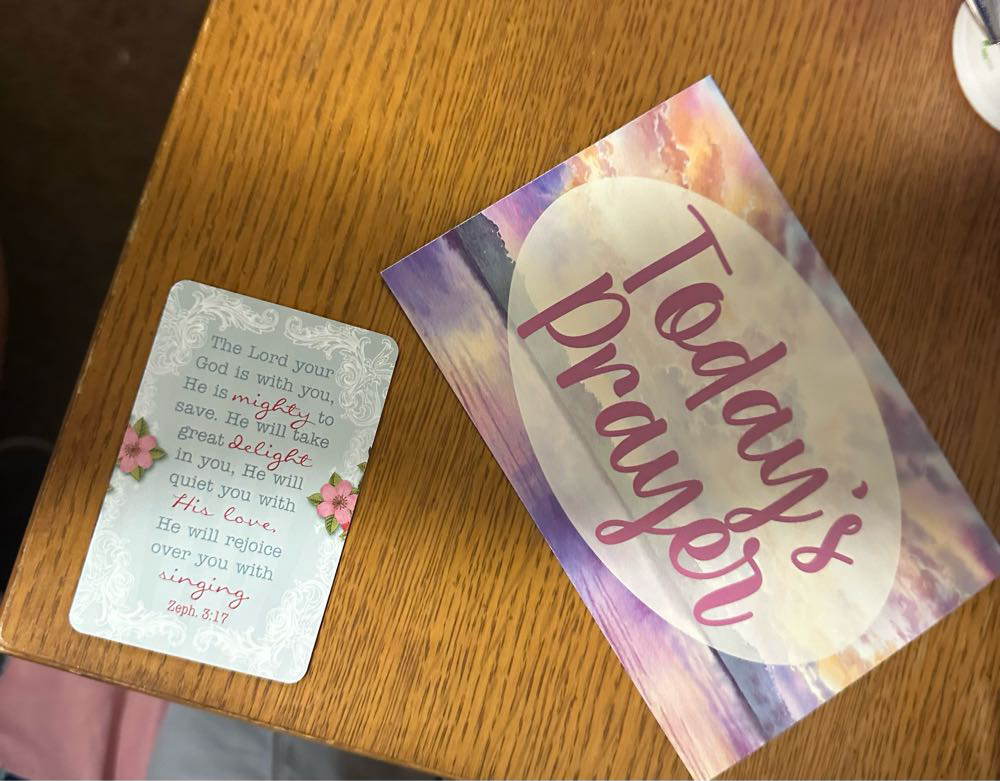 The Lord your
God is with you,
He is mighty to
save. He will take
great delight
in you, He will
quiet you with
His love,
He will rejoice
over you with
singing
Zeph. 3:17
Today's
Prayer